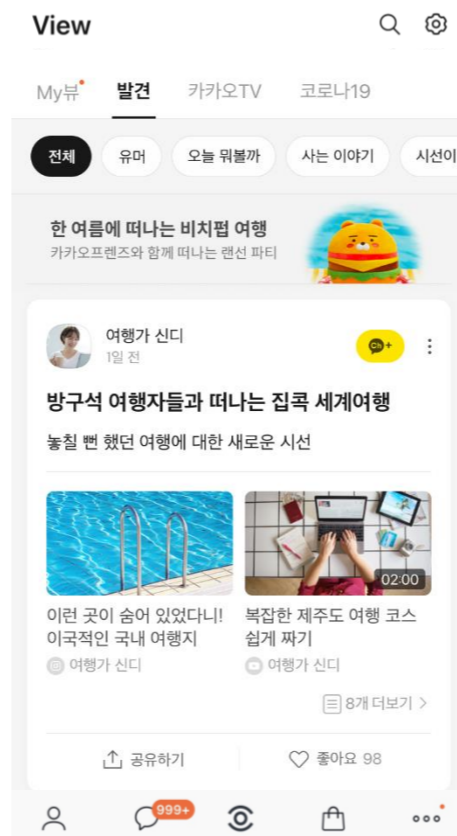 View
My뷰 발견 카카오TV 코로나19
전체 유머 오늘 뭐볼까 사는 이야기 시선이
한 여름에 떠나는 비치펍 여행
카카오프렌즈와 함께 떠나는 랜선 파티
여행가 신디
1일 전
Ch+
방구석 여행자들과 떠나는 집콕 세계여행
놓칠 뻔 했던 여행에 대한 새로운 시선
02:00
이런 곳이 숨어 있었다니! 복잡한 제주도 여행 코스
이국적인 국내 여행지 쉽게 짜기
여행가 신디 여행가 신디
8개 더보기 >
공유하기 좋아요 98
999+